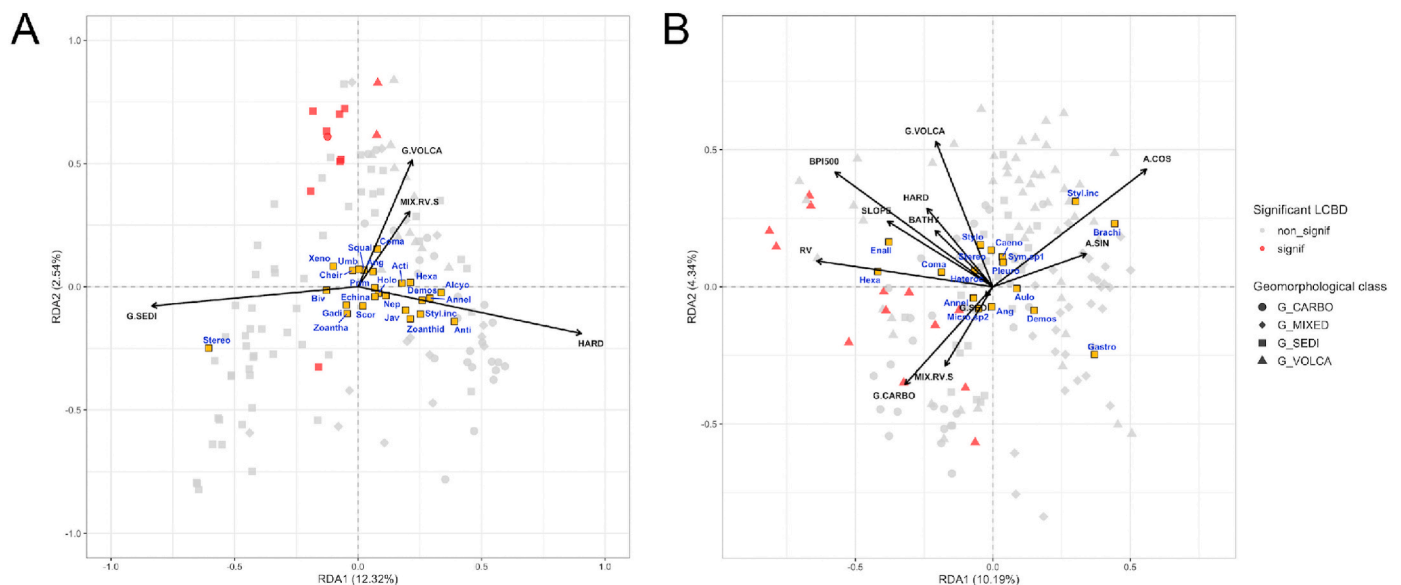 A
1.0
0.5
0.0
-0.5
-1.0
RDA2 (2.54%)
G.VOLCA
MIX.RV.S
Squal
Coma
Xeno
Umb
Ang
Cheir
Acti
Hexa
Holo
Demos
Alcyo
Biv
Echina
Annel
Nep
Gadi
Scor
Styl.inc
Zoantha
Jav
Zoanthid
Anti
G.SEDI
Stereo
HARD
-1.0
-0.5
0.0
0.5
1.0
RDA1 (12.32%)
B
0.5
0.0
-0.5
RDA2 (4.34%)
G.VOLCA
BPI500
A.COS
HARD
SLOPE
Styl.inc
BATHY
Brachi
Stylo
Caeno
A.SIN
RV
Enall
Stereo
Sym.sp1
Coma
Pleuro
Hexa
Annel
Aulo
Micro.sp2
Ang
Demos
Gastro
MIX.RV.S
G.CARBO
-0.5
0.0
0.5
RDA1 (10.19%)
Significant LCBD
non_signif
signif
Geomorphological class
G_CARBO
G_MIXED
G_SEDI
G_VOLCA